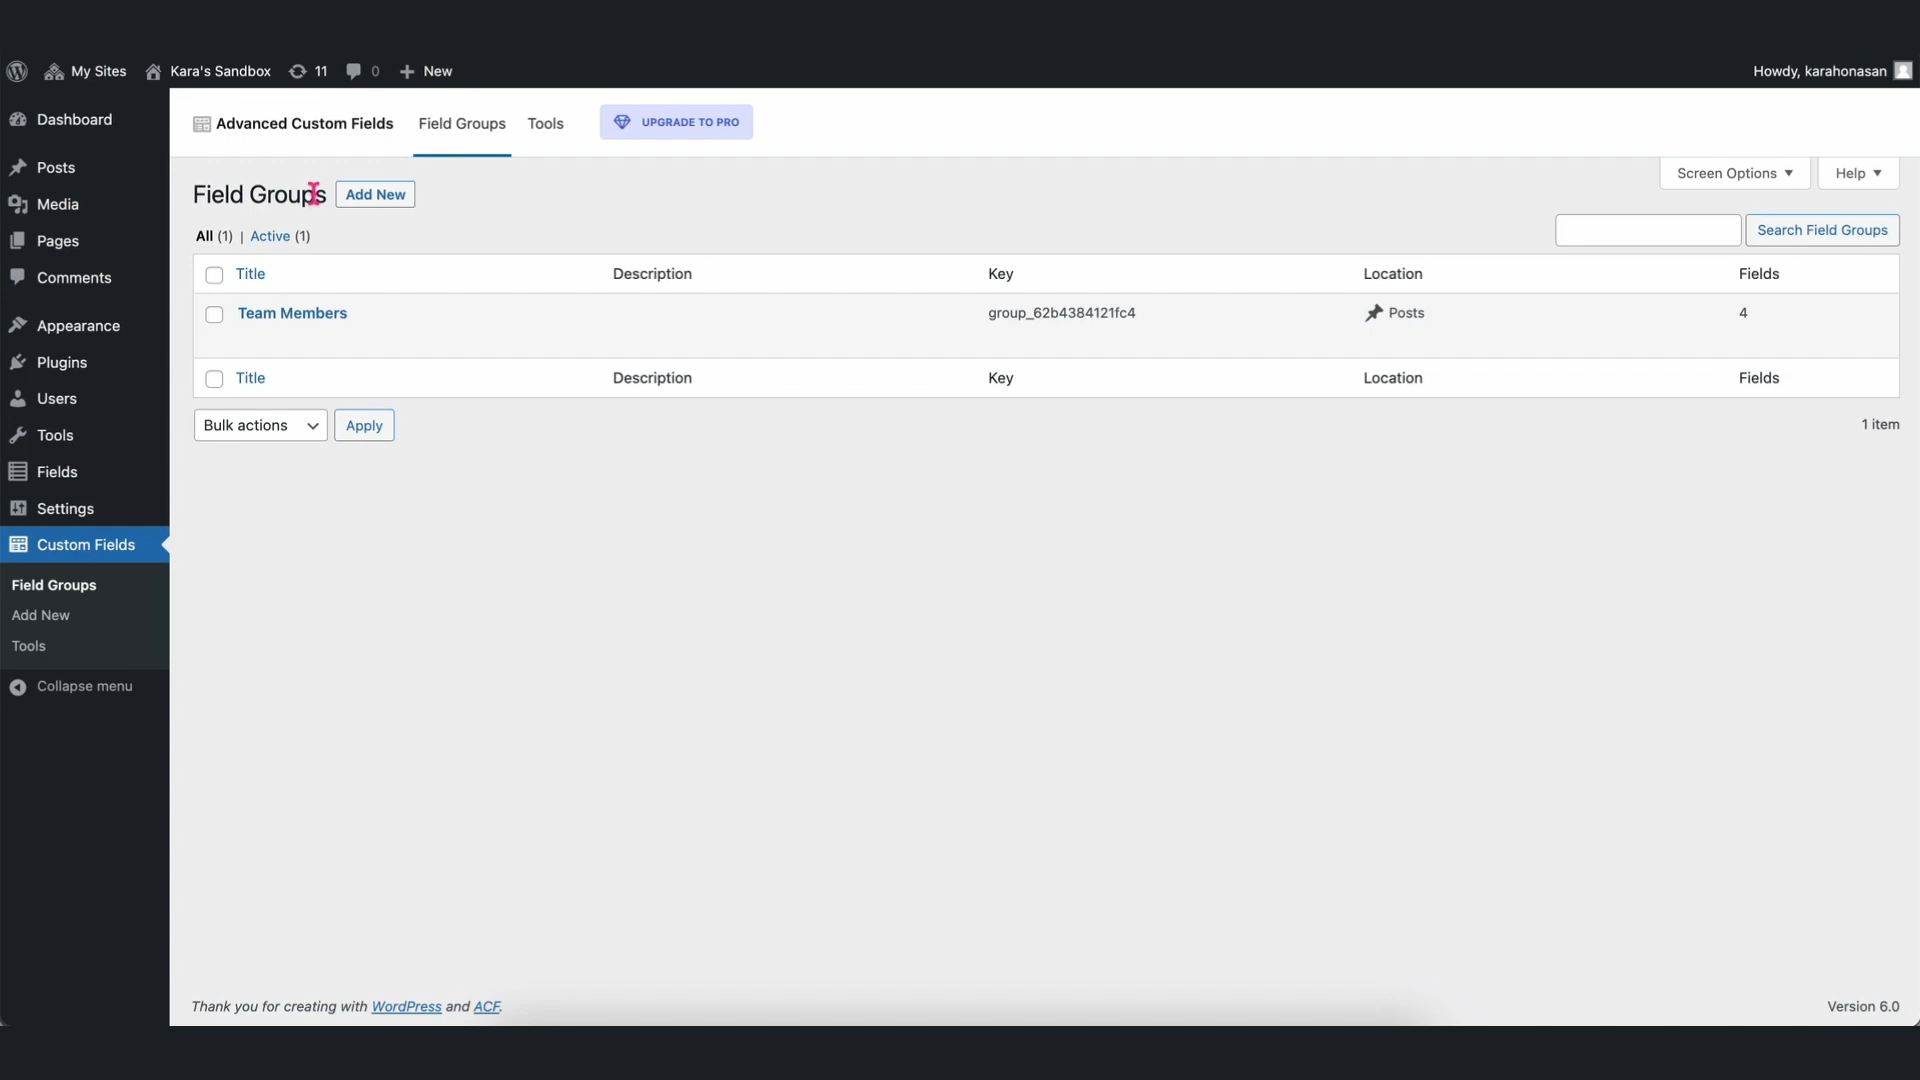 My Sites Kara's Sandbox 11 0 New Howdy, karahonasan
Dashboard
Posts
Media
Pages
Comments
Appearance
Plugins
Users
Tools
Fields
Settings
Custom Fields
Field Groups
Add New
Tools
Collapse menu
Advanced Custom Fields Field Groups Tools UPGRADE TO PRO
Screen Options Help
Field Groups Add New
All (1) | Active (1)
Search Field Groups
Title Description Key Location Fields
Team Members group_62b4384121fc4 Posts 4
Title Description Key Location Fields
Bulk actions Apply 1 item
Thank you for creating with WordPress and ACF. Version 6.0